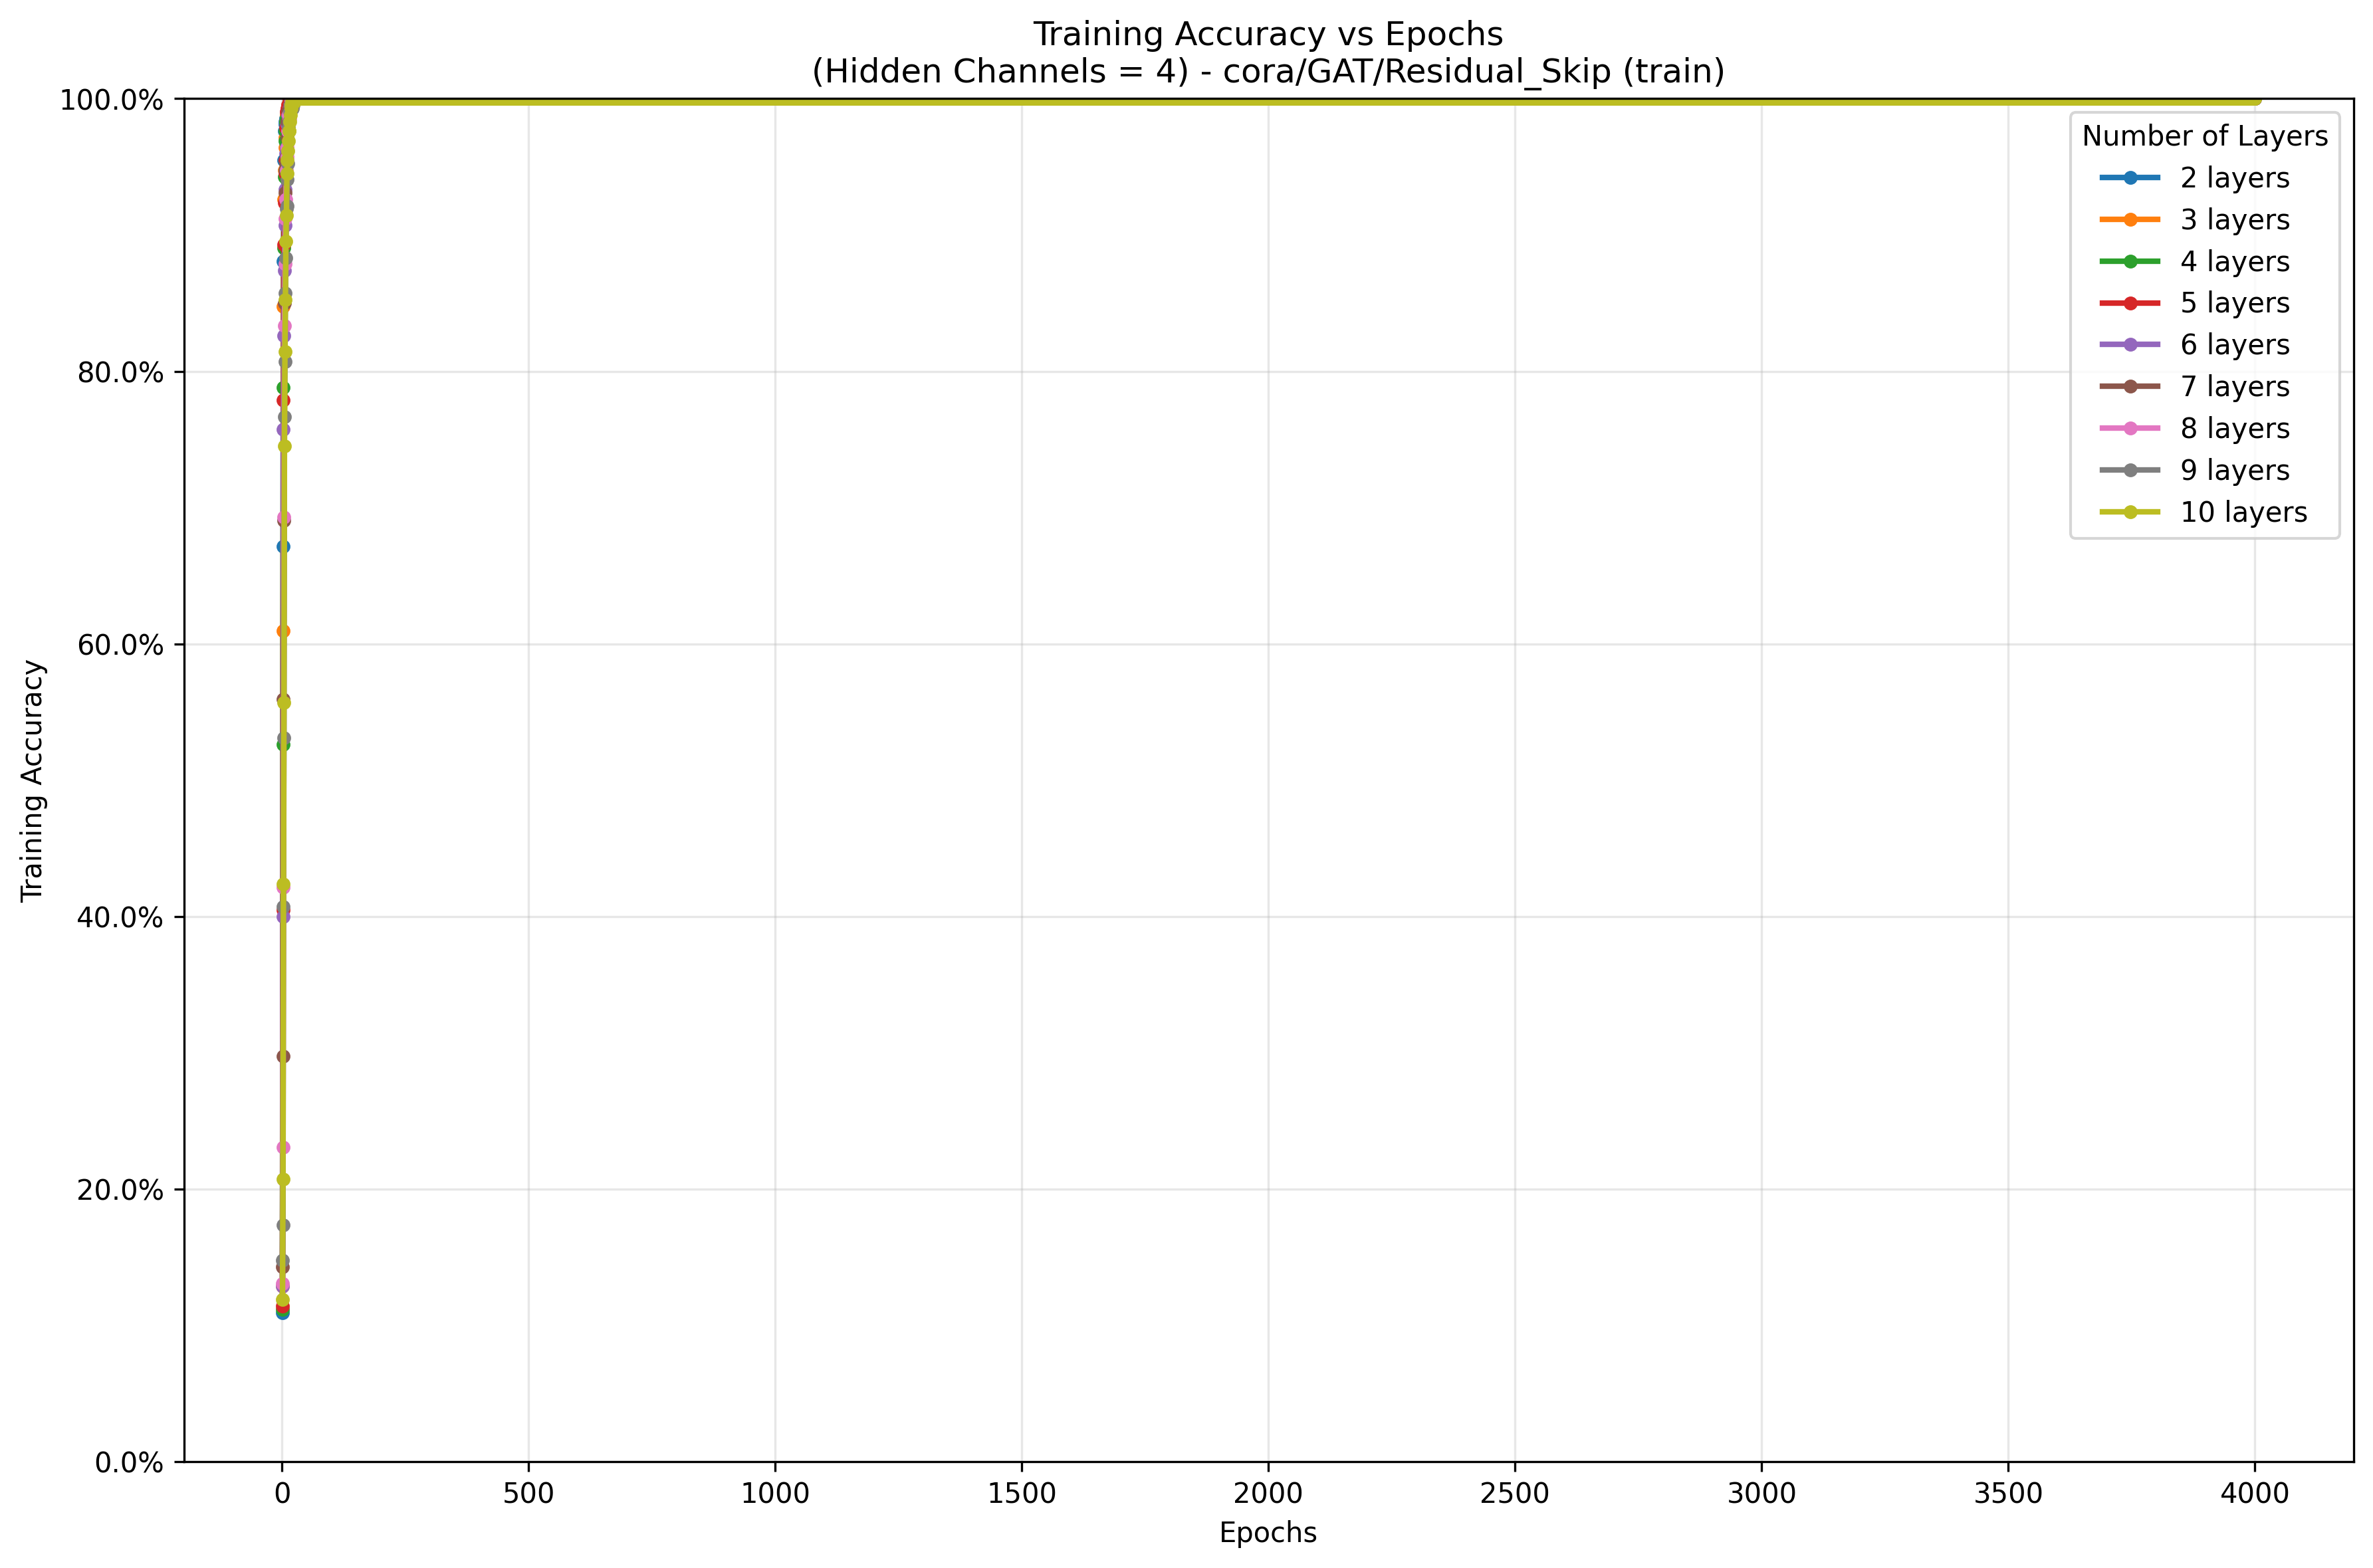 Training Accuracy vs Epochs
(Hidden Channels = 4) - cora/GAT/Residual_Skip (train)
Training Accuracy
100.0%
80.0%
60.0%
40.0%
20.0%
0.0%
Number of Layers
2 layers
3 layers
4 layers
5 layers
6 layers
7 layers
8 layers
9 layers
10 layers
0 500 1000 1500 2000 2500 3000 3500 4000
Epochs